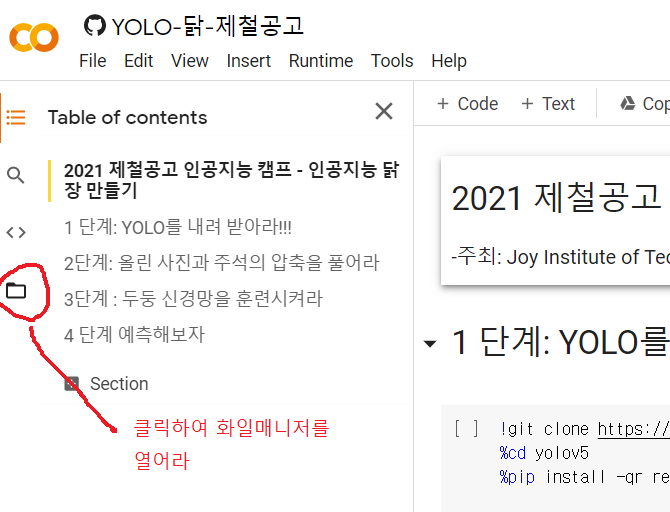 YOLO-닭-제철공고
File Edit View Insert Runtime Tools Help
Table of contents
+ Code + Text Cop
2021 제철공고 인공지능 캠프 - 인공지능 닭
장 만들기
1 단계: YOLO를 내려 받아라!!!
2단계: 올린 사진과 주석의 압축을 풀어라
3단계 : 두둥 신경망을 훈련시켜라
4 단계 예측해보자
Section
클릭하여 화일매니저를
열어라
2021 제철공고
-주최: Joy Institute of Tec
1 단계: YOLO를
[ ] !git clone https://
%cd yolov5
%pip install -qr re